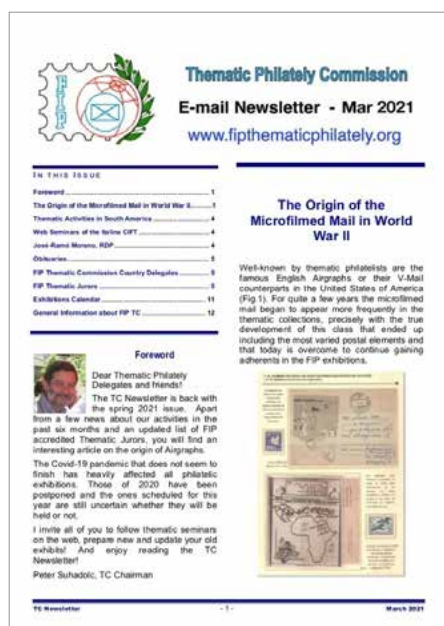 Thematic Philately Commission
E-mail Newsletter - Mar 2021
www.fipthematicphilately.org
IN THIS ISSUE
Foreword 1
The Origin of the Microfilmed Mail in World War II 1
Thematic Activities in South America 4
Web Seminars of the Italine CIFT 4
José-Ramó Moreno, RDP 4
Obituaries 5
FIP Thematic Commission Country Delegates
FIP Thematic Jurors
Exhibitions Calendar 11
General Information about FIP TC 12
Foreword
Dear Thematic Philately
Delegates and friends!
The TC Newsletter is back with
the spring 2021 issue. Apart
from a few news about our activities in the
past six months and an updated list of FIP
accredited Thematic Jurors, you will find an
interesting article on the origin of Airgraphs.
The Covid-19 pandemic that does not seem to
finish has heavily affected all philatelic
exhibitions. Those of 2020 have been
postponed and the ones scheduled for this
year are still uncertain whether they will be
held or not.
I invite all of you to follow thematic seminars
on the web, prepare new and update your old
exhibits! And enjoy reading the TC
Newsletter!
Peter Suhadolc, TC Chairman
The Origin of the
Microfilmed Mail in World
War II
Well-known by thematic philatelists are the
famous English Airgraphs or their V-Mail
counterparts in the United States of America
(Fig.1). For quite a few years the microfilmed
mail began to appear more frequently in the
thematic collections, precisely with the true
development of this class that ended up
including the most varied postal elements and
that today is overcome to continue gaining
adherents in the FIP exhibitions.
TC Newsletter
- 1 -
March 2021